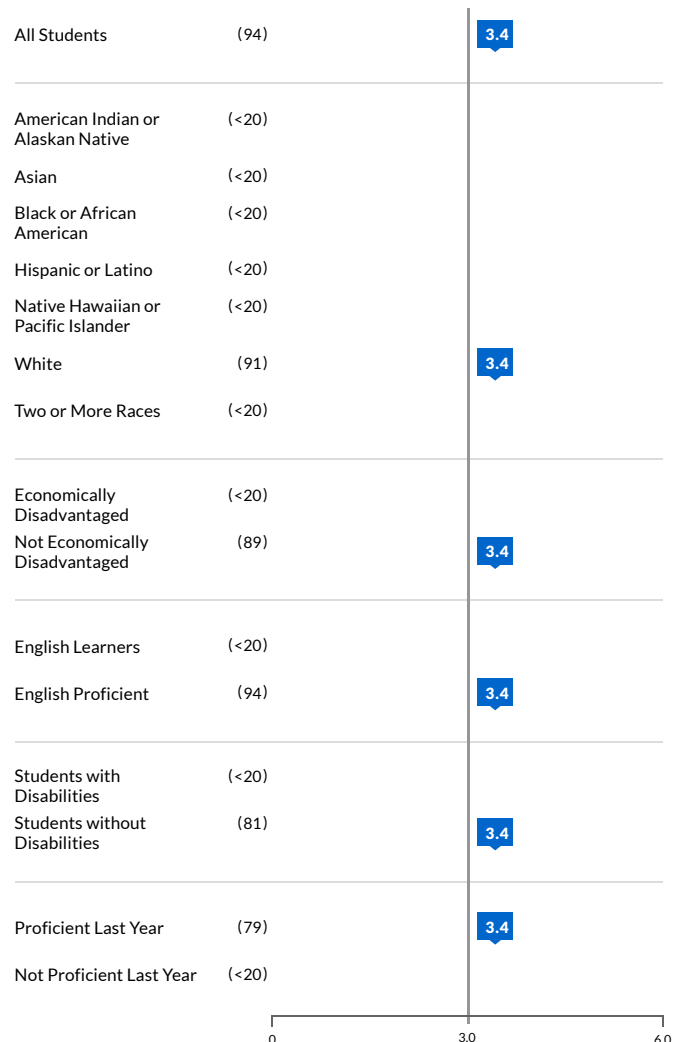 All Students (94) 3.4
American Indian or (<20)
Alaskan Native
Asian (<20)
Black or African (<20)
American
Hispanic or Latino (<20)
Native Hawaiian or (<20)
Pacific Islander
White (91) 3.4
Two or More Races (<20)
Economically (<20)
Disadvantaged
Not Economically (89) 3.4
Disadvantaged
English Learners (<20)
English Proficient (94) 3.4
Students with (<20)
Disabilities
Students without (81) 3.4
Disabilities
Proficient Last Year (79) 3.4
Not Proficient Last Year (<20)
0 3.0 6.0